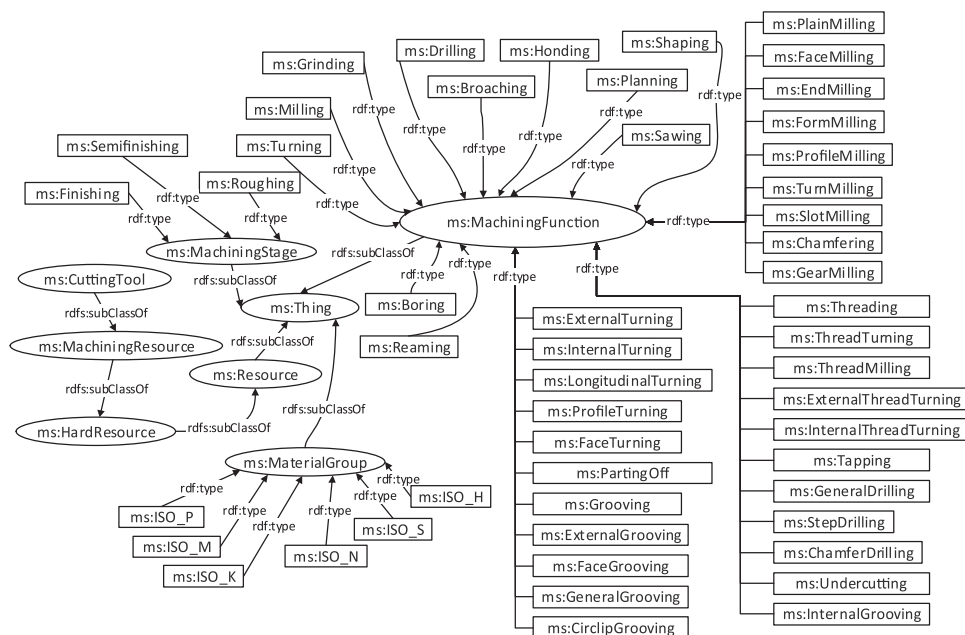 ms:PlainMilling
ms:FaceMilling
ms:EndMilling
ms:FormMilling
ms:ProfileMilling
ms:TurnMilling
ms:SlotMilling
ms:Chamfering
ms:GearMilling
rdf:type
ms:Shaping
rdf:type
ms:Honding
rdf:type
ms:Drilling
rdf:type
ms:Grinding
rdf:type
ms:Broaching
rdf:type
ms:Planning
rdf:type
ms:Milling
rdf:type
ms:Sawing
rdf:type
ms:Turning
rdf:type
ms:Semifinishing
rdf:type
ms:Roughing
rdf:type
ms:Finishing
rdf:type
ms:MachiningFunction
ms:MachiningStage
rdfs:subClassOf
rdfs:subClassOf
rdf:type
rdf:type
rdf:type
rdf:type
ms:CuttingTool
rdfs:subClassOf
ms:Thing
ms:Boring
ms:Reaming
ms:MachiningResource
rdfs:subClassOf
rdfs:subClassOf
ms:Resource
rdfs:subClassOf
ms:HardResource
rdfs:subClassOf
ms:MaterialGroup
rdf:type
rdf:type
rdf:type
rdf:type
rdf:type
rdf:type
ms:ISO_H
ms:ISO_P
ms:ISO_S
ms:ISO_M
ms:ISO_N
ms:ISO_K
ms:ExternalTurning
ms:InternalTurning
ms:LongitudinalTurning
ms:ProfileTurning
ms:FaceTurning
ms:PartingOff
ms:Grooving
ms:ExternalGrooving
ms:FaceGrooving
ms:GeneralGrooving
ms:CirclipGrooving
ms:Threading
ms:ThreadTuming
ms:ThreadMilling
ms:ExternalThreadTurning
ms:InternalThreadTurning
ms:Tapping
ms:GeneralDrilling
ms:StepDrilling
ms:ChamferDrilling
ms:Undercutting
ms:InternalGrooving